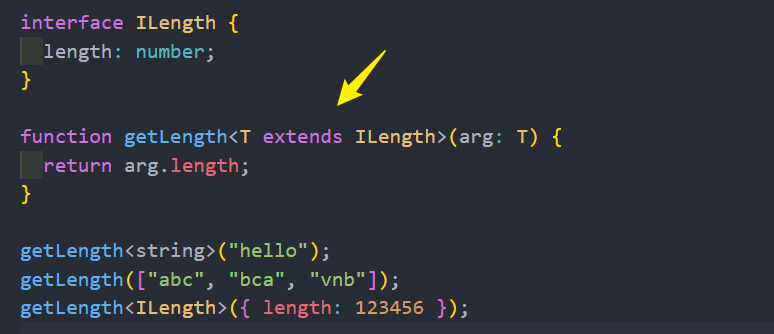 interface ILength {
  length: number;
}
function getLength<T extends ILength>(arg: T) {
  return arg.length;
}
getLength<string>("hello");
getLength(["abc", "bca", "vnb"]);
getLength<ILength>({ length: 123456 });